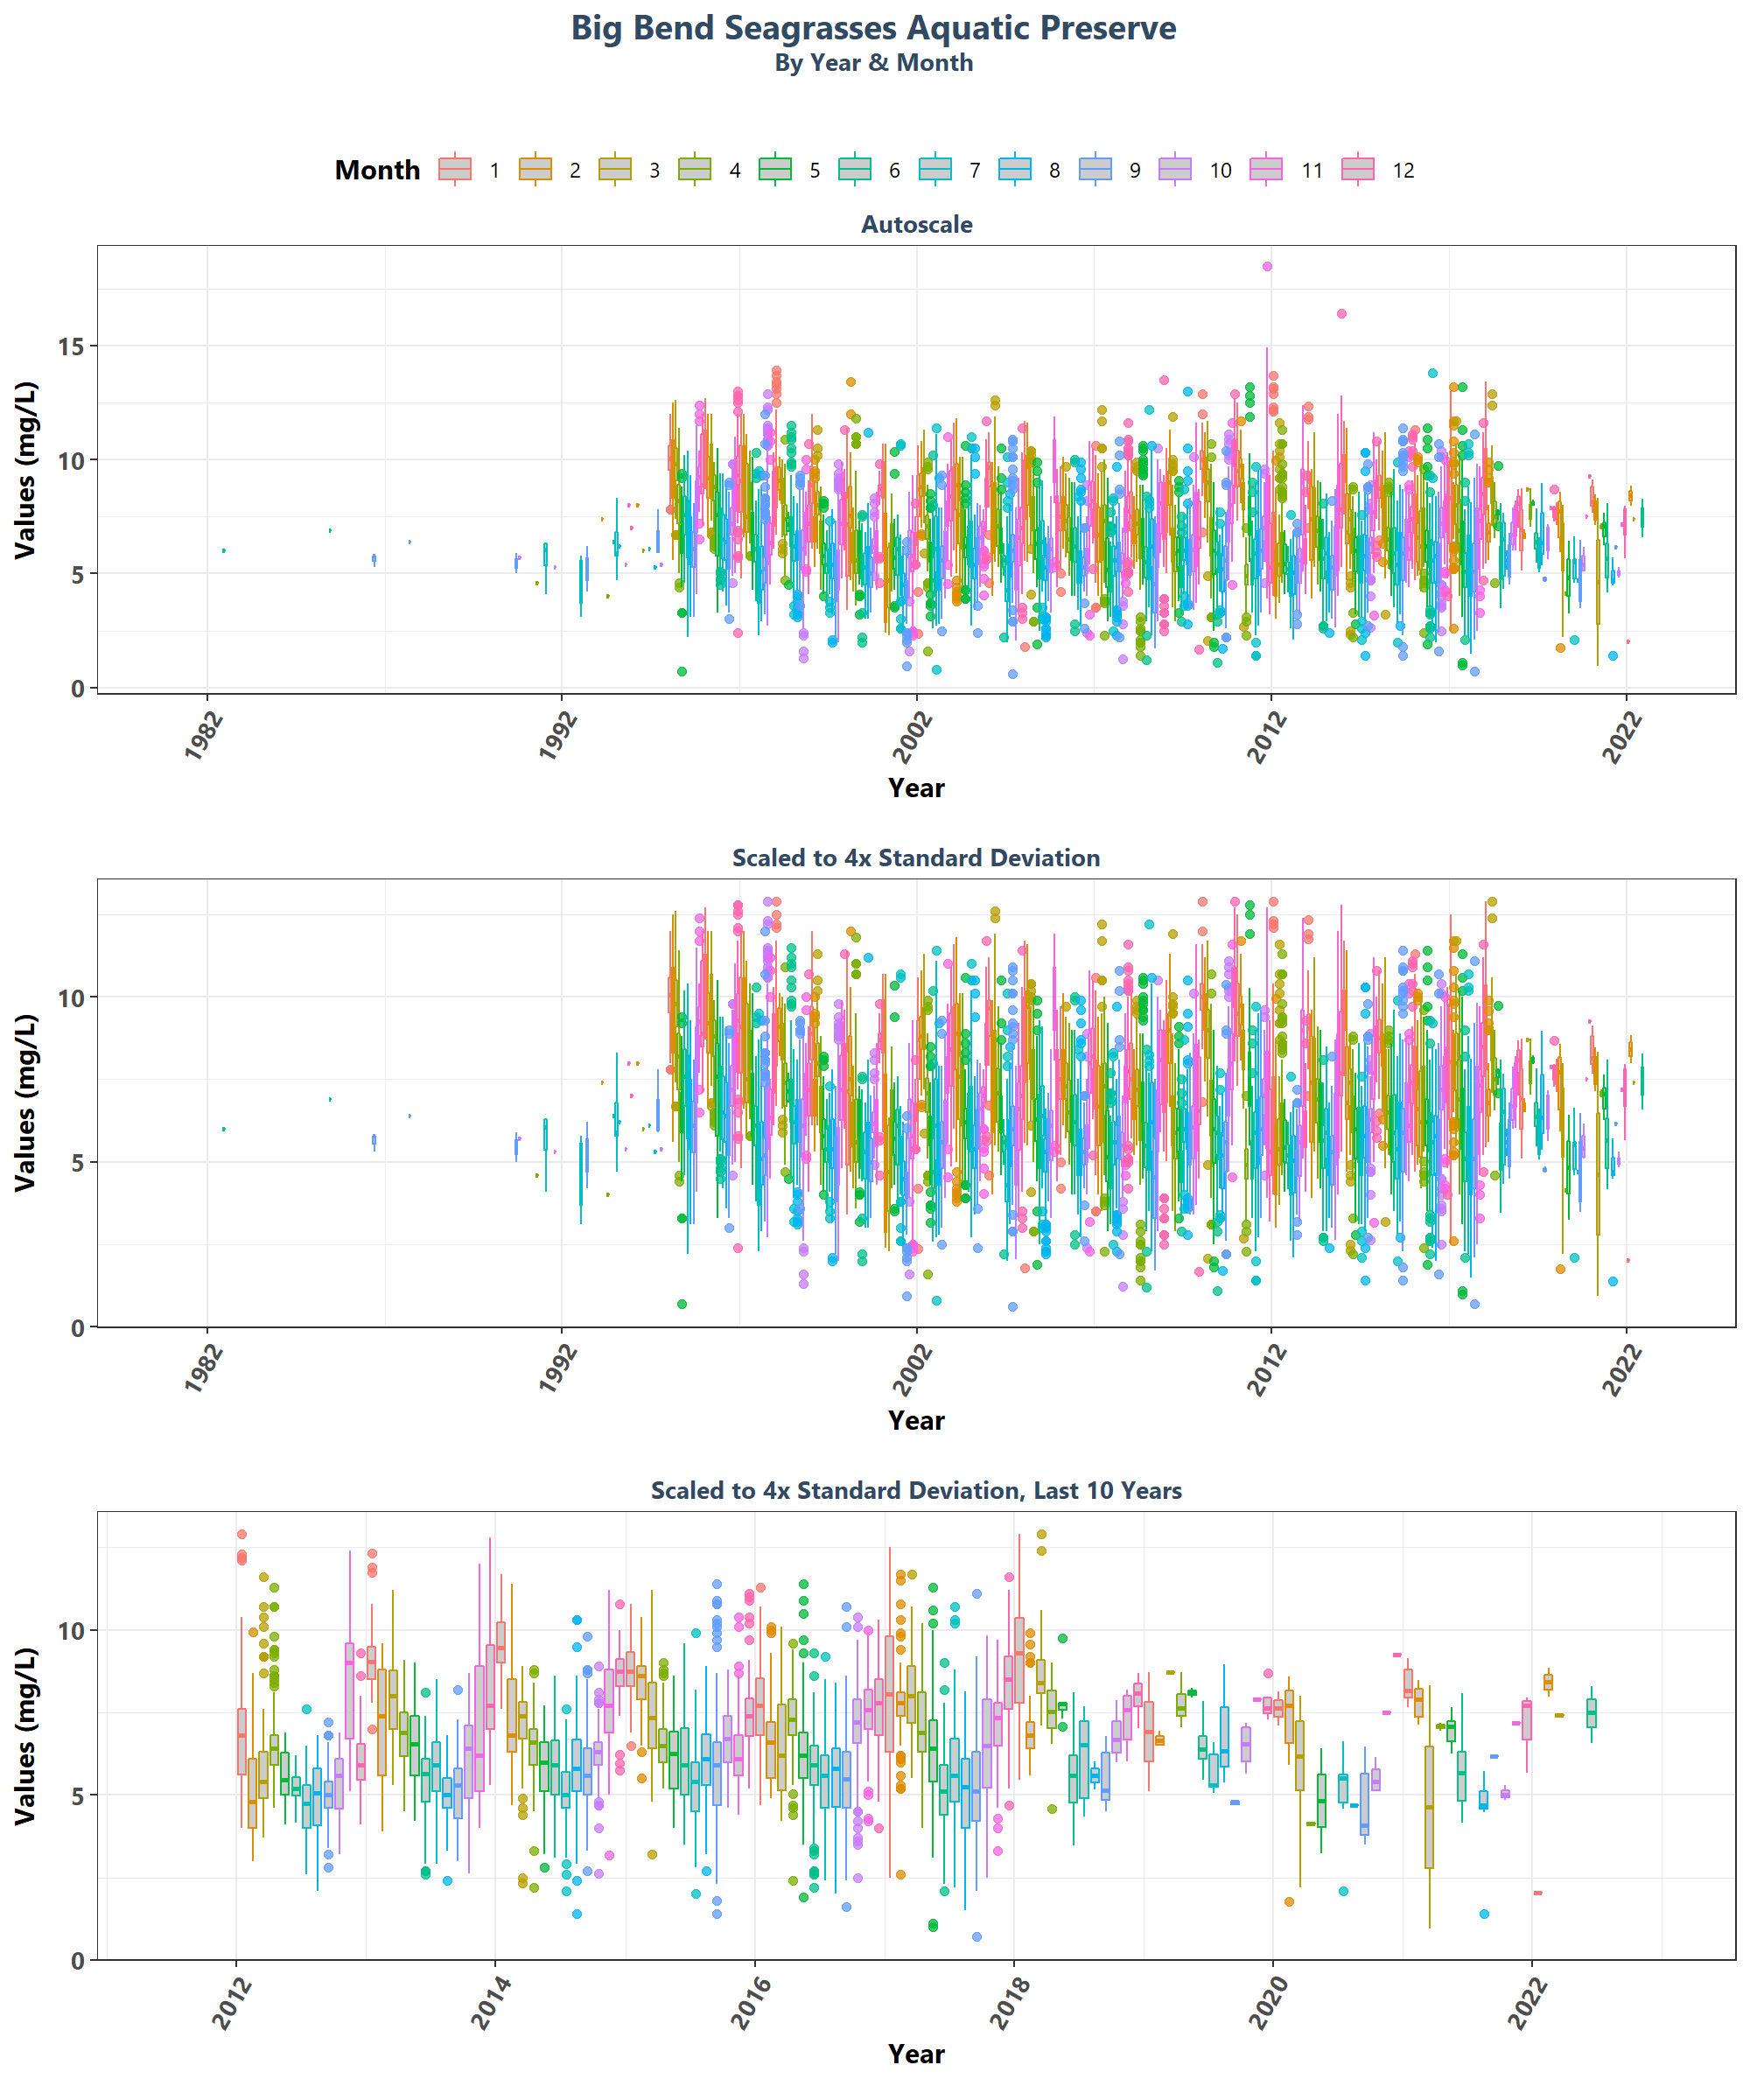 Big Bend Seagrasses Aquatic Preserve
By Year & Month
Month 1 2 3 4 5 6 7 8 9 10 11 12
Autoscale
Values (mg/L)
15
10
5
0
1982 1992 2002 2012 2022
Year
Scaled to 4x Standard Deviation
Values (mg/L)
10
5
0
1982 1992 2002 2012 2022
Year
Scaled to 4x Standard Deviation, Last 10 Years
Values (mg/L)
10
5
0
2012 2014 2016 2018 2020 2022
Year